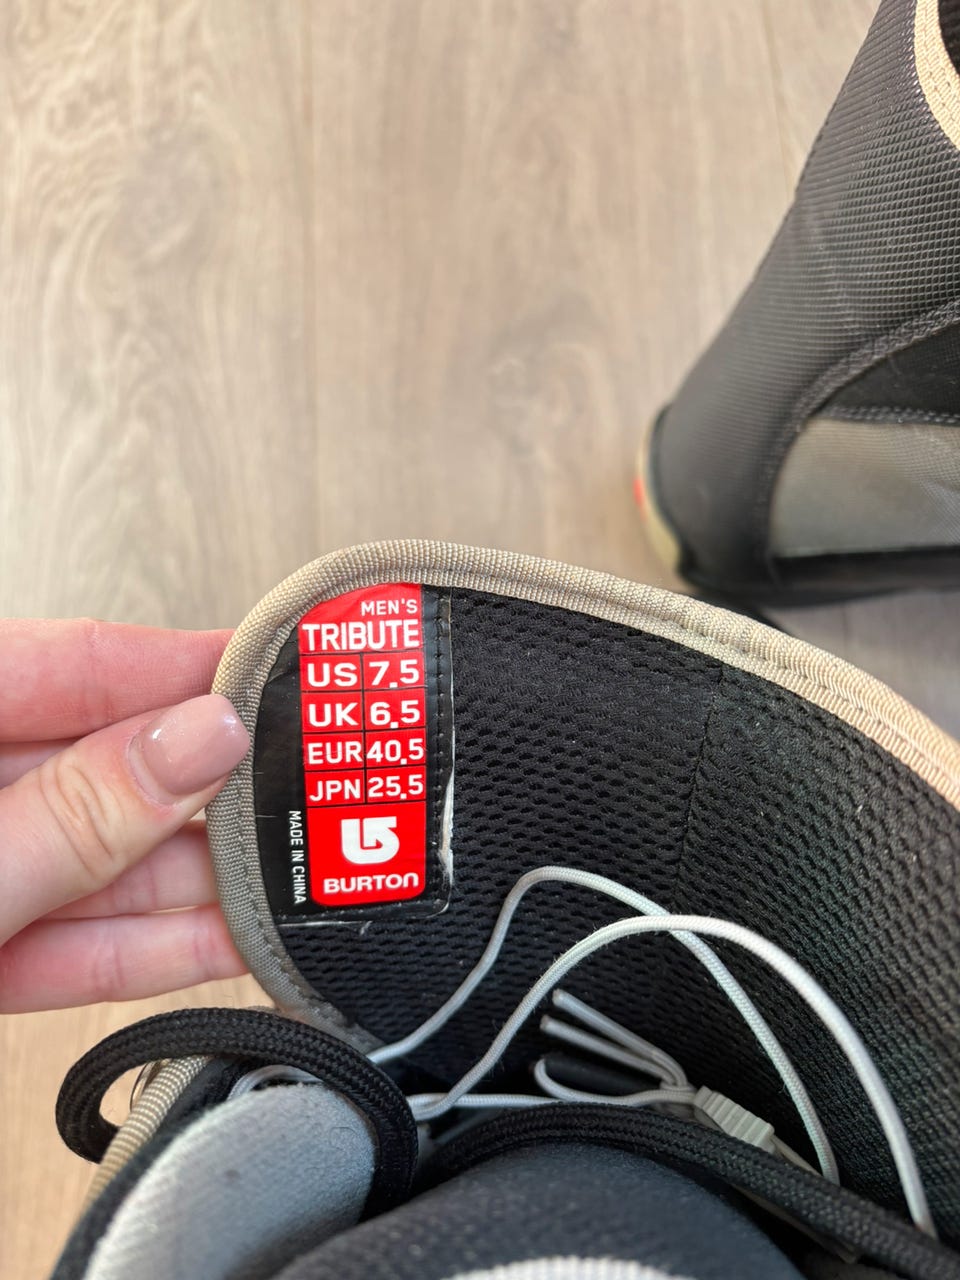 MEN'S
TRIBUTE
US 7.5
UK 6.5
EUR 40.5
JPN 25.5
BURTON
MADE IN CHINA